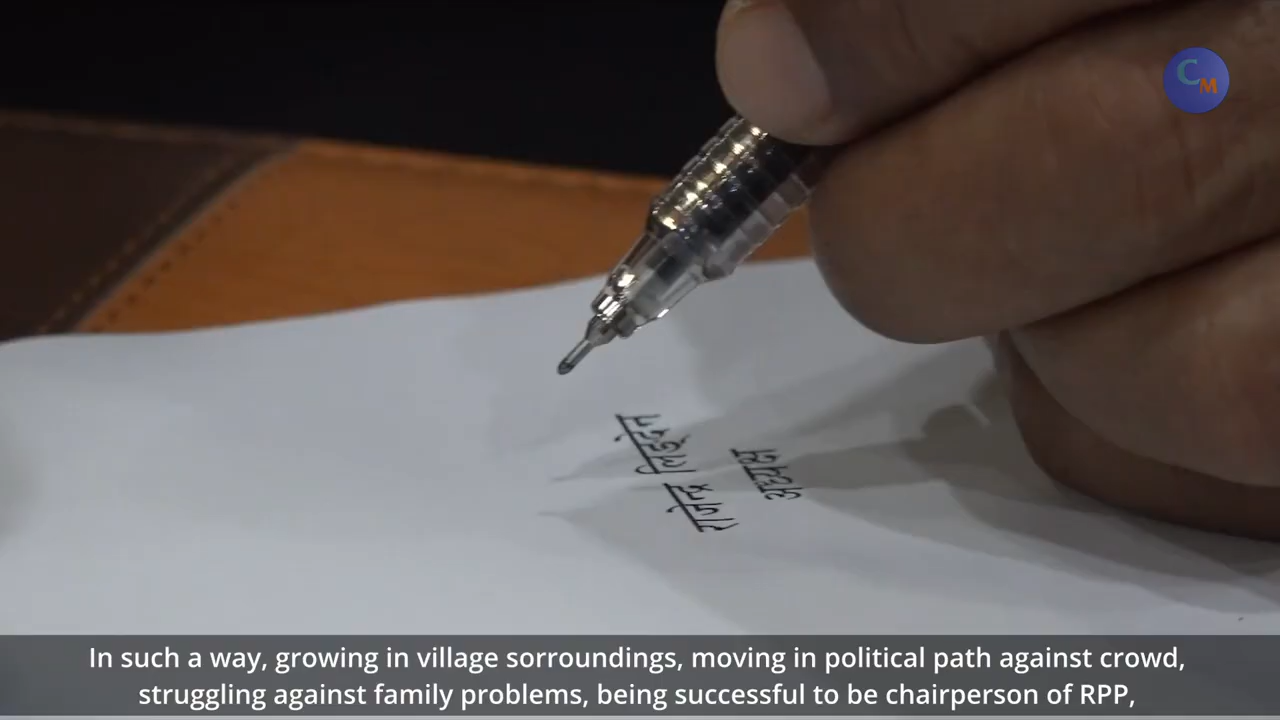 CM
In such a way, growing in village sorroundings, moving in political path against crowd,
struggling against family problems, being successful to be chairperson of RPP,